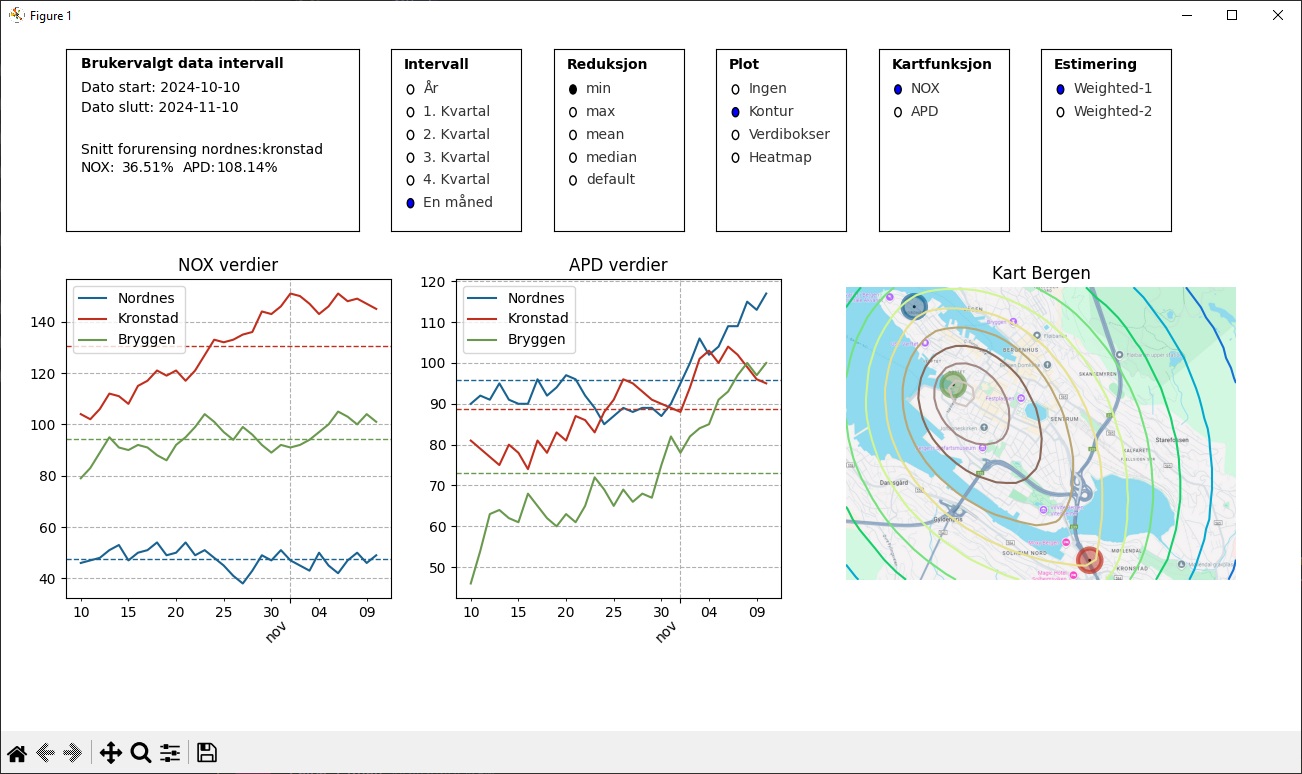 Figure 1
Brukervalgt data intervall
Dato start: 2024-10-10
Dato slutt: 2024-11-10
Snitt forurensing nordnes:kronstad
NOX: 36.51% APD:108.14%
Intervall
År
1. Kvartal
2. Kvartal
3. Kvartal
4. Kvartal
En måned
Reduksjon
min
max
mean
median
default
Plot
Ingen
Kontur
Verdibokser
Heatmap
Kartfunksjon
NOX
APD
Estimering
Weighted-1
Weighted-2
NOX verdier
Nordnes
Kronstad
Bryggen
140
120
100
80
60
40
10 15 20 25 30 04 09
nov
APD verdier
Nordnes
Kronstad
Bryggen
120
110
100
90
80
70
60
50
10 15 20 25 30 04 09
nov
Kart Bergen
Bryggen
BERGENHUS
SKANSEMYREN
Festplassen
SENTRUM
Starefossen
KALFARET
Damsgård
SOLHEIM NORD
MØLLENDAL
KRONSTAD